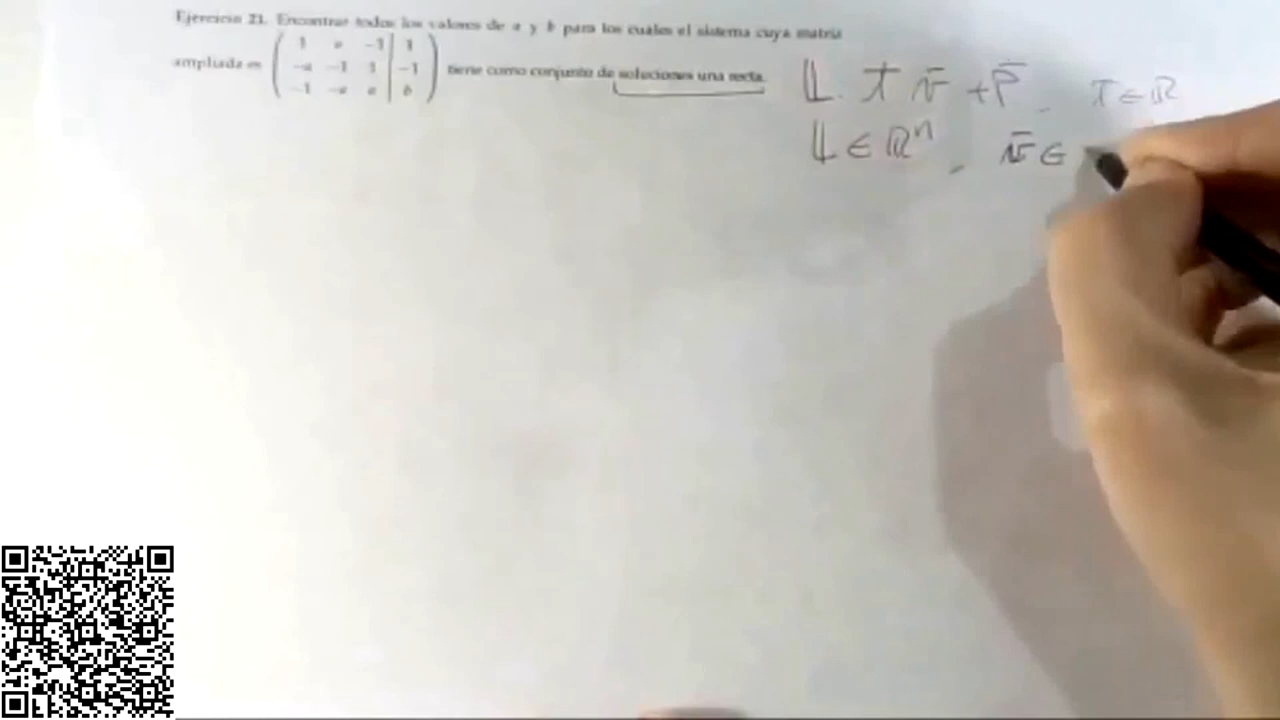 Ejercicio 21. Encontrar todos los valores de a y b para los cuales el sistema cuya matriz
ampliada es ( 1 a -1 | 1
-a -1 1 | -1
-1 -a a | b ) tiene como conjunto de soluciones una recta.
𝕃: t v̄ + P̄, t ∈ ℝ
𝕃 ∈ ℝⁿ, v̄ ∈